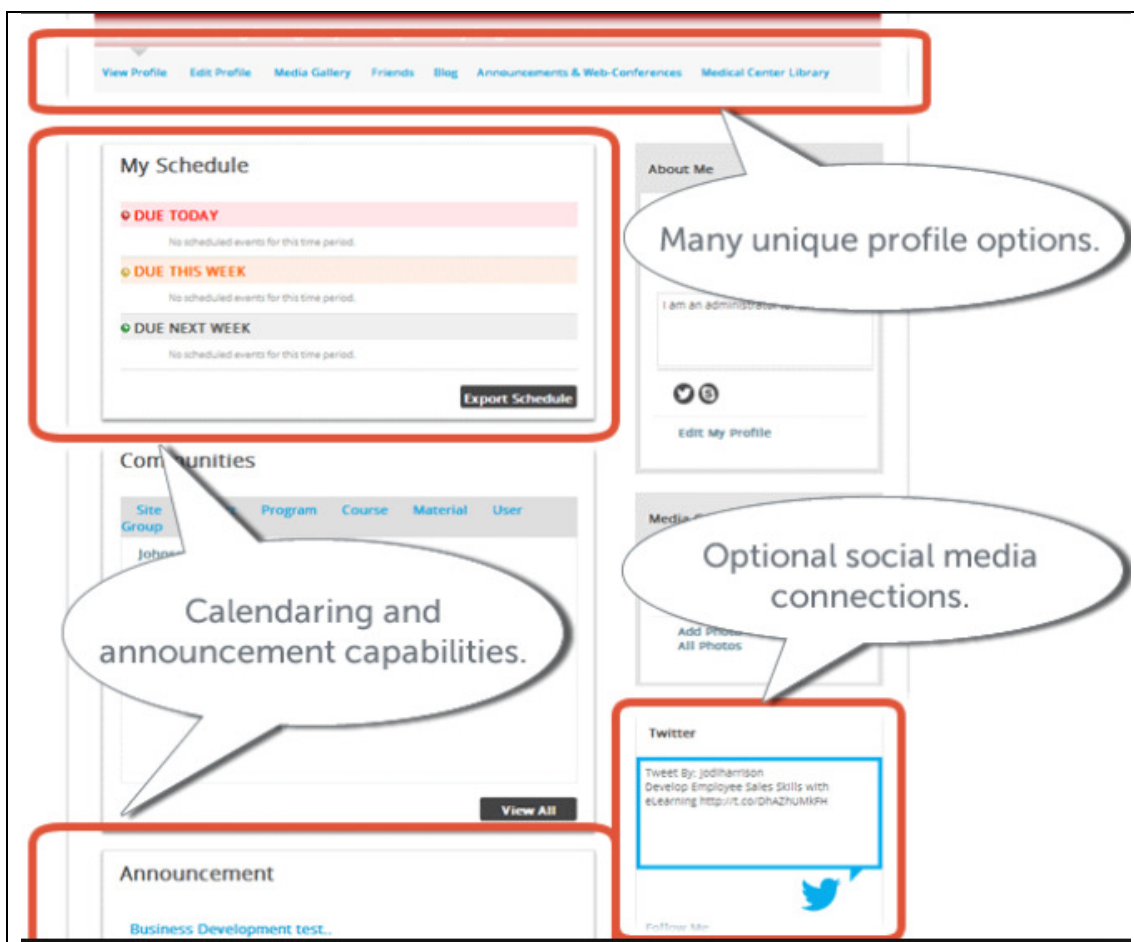 View Profile Edit Profile Media Gallery Friends Blog Announcements & Web-Conferences Medical Center Library
My Schedule
DUE TODAY
No scheduled events for this time period.
DUE THIS WEEK
No scheduled events for this time period.
DUE NEXT WEEK
No scheduled events for this time period.
Export Schedule
About Me
Many unique profile options.
I am an administrator for
Edit My Profile
Communities
Site Program Course Material User
Group
Calendaring and
announcement capabilities.
View All
Media
Optional social media
connections.
Add Photo
All Photos
Twitter
Tweet By: jodiharrison
Develop Employee Sales Skills with
eLearning http://t.co/DhAZhUMkFH
Follow Me
Announcement
Business Development test..